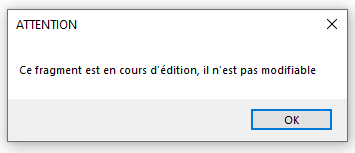 ATTENTION
Ce fragment est en cours d'édition, il n'est pas modifiable
OK